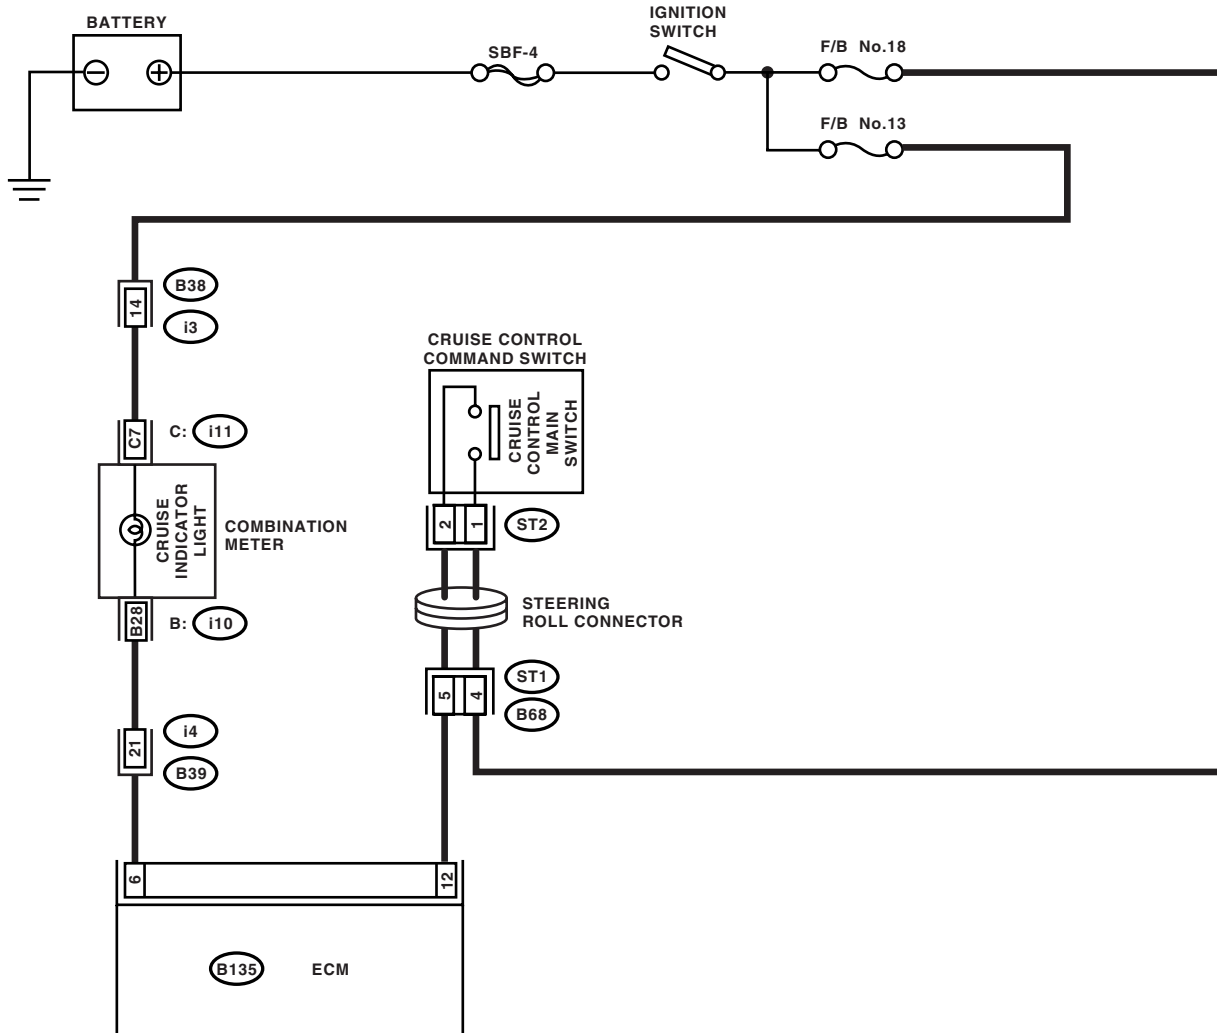 BATTERY
SBF-4
IGNITION
SWITCH
F/B No.18
F/B No.13
14
B38
i3
C7
C: i11
CRUISE
INDICATOR
LIGHT
COMBINATION
METER
B28
B: i10
21
i4
B39
CRUISE CONTROL
COMMAND SWITCH
CRUISE
CONTROL
MAIN
SWITCH
2
1
ST2
STEERING
ROLL CONNECTOR
5
4
ST1
B68
6
12
B135
ECM